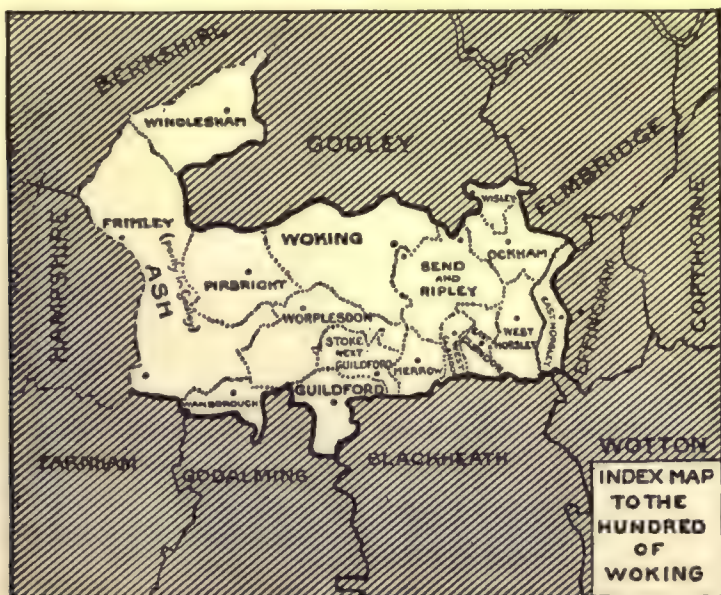 BERKSHIRE
WINDLESHAM
GODLEY
ELMBRIDGE
COPTHORNE
HAMPSHIRE
FRIMLEY
(partly in Godley)
ASH
PIRBRIGHT
WOKING
WISLEY
OCKHAM
SEND
AND
RIPLEY
WORPLESDON
STOKE
NEXT
GUILDFORD
MERROW
WEST
HORSLEY
EAST HORSLEY
EFFINGHAM
WANBOROUGH
GUILDFORD
FARNHAM
GODALMING
BLACKHEATH
WOTTON
INDEX MAP
TO THE
HUNDRED
OF
WOKING